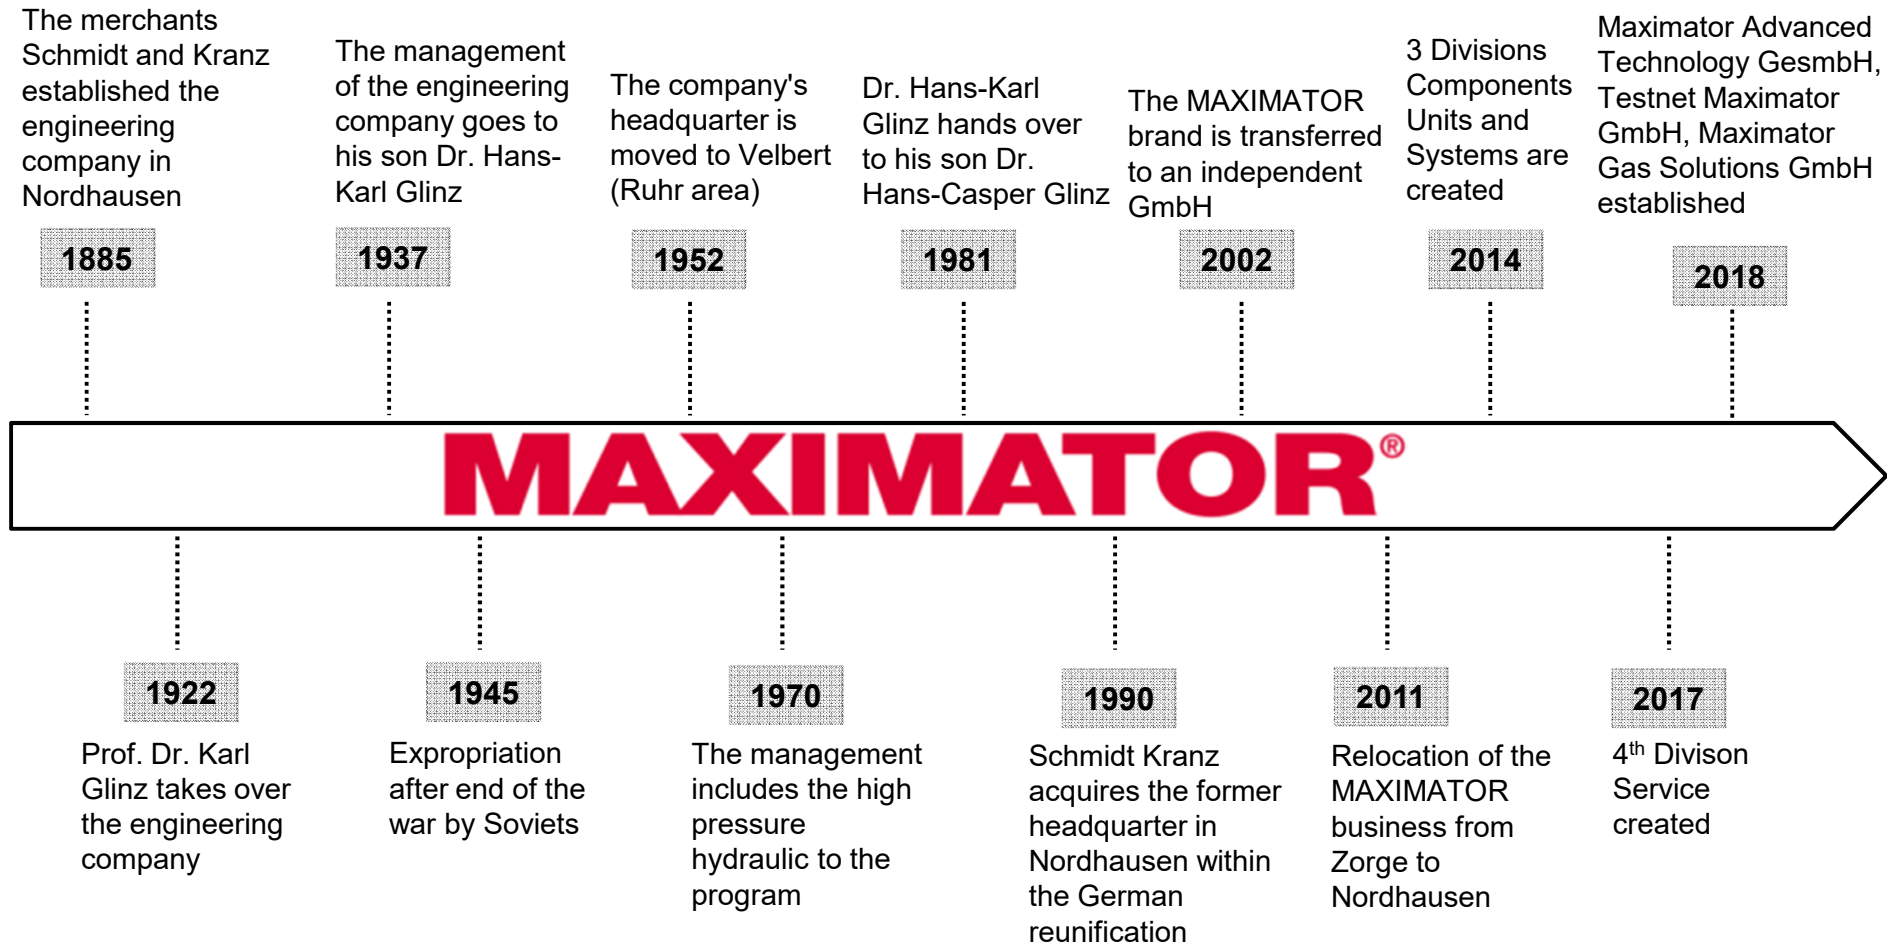 The merchants
Schmidt and Kranz
established the
engineering
company in
Nordhausen
1885
The management
of the engineering
company goes to
his son Dr. Hans-
Karl Glinz
1937
The company's
headquarter is
moved to Velbert
(Ruhr area)
1952
Dr. Hans-Karl
Glinz hands over
to his son Dr.
Hans-Casper Glinz
1981
The MAXIMATOR
brand is transferred
to an independent
GmbH
2002
3 Divisions
Components
Units and
Systems are
created
2014
Maximator Advanced
Technology GesmbH,
Testnet Maximator
GmbH, Maximator
Gas Solutions GmbH
established
2018
MAXIMATOR®
1922
Prof. Dr. Karl
Glinz takes over
the engineering
company
1945
Expropriation
after end of the
war by Soviets
1970
The management
includes the high
pressure
hydraulic to the
program
1990
Schmidt Kranz
acquires the former
headquarter in
Nordhausen within
the German
reunification
2011
Relocation of the
MAXIMATOR
business from
Zorge to
Nordhausen
2017
4th Divison
Service
created